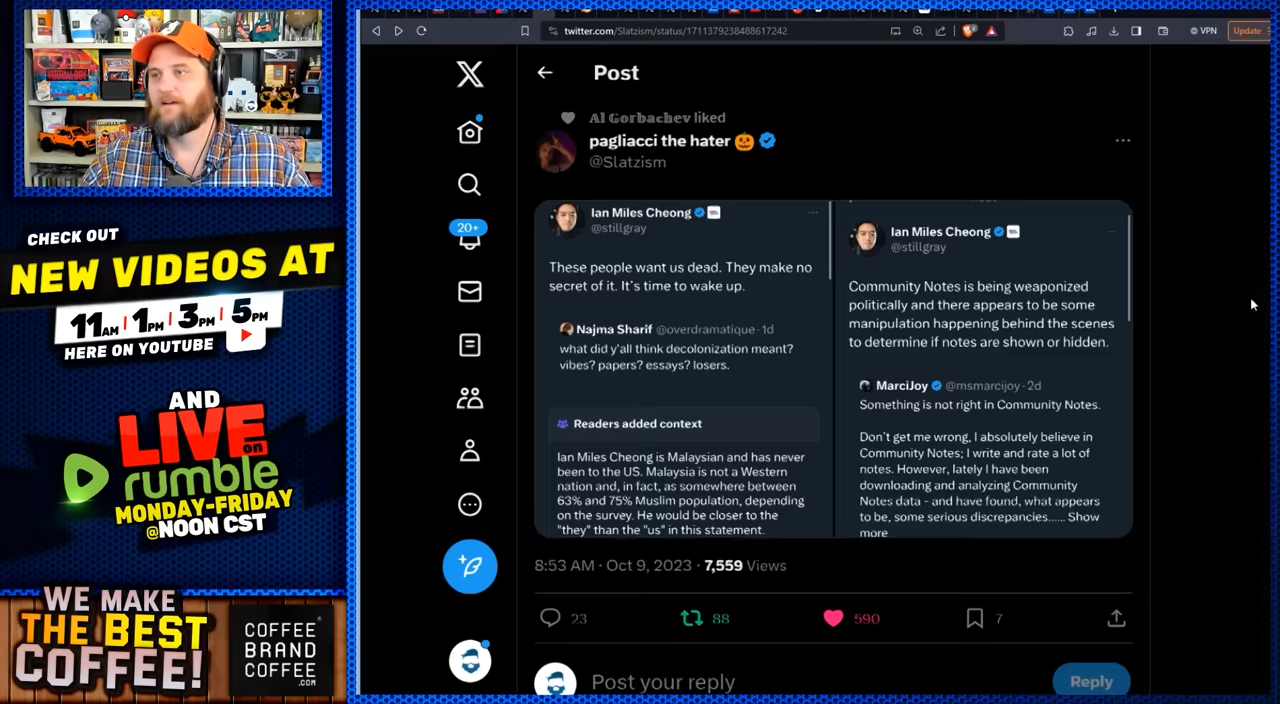 twitter.com/Slatzism/status/1711379238488617242
VPN
Update
CHECK OUT
NEW VIDEOS AT
11AM | 1PM | 3PM | 5PM
HERE ON YOUTUBE
AND
LIVE on
rumble
MONDAY-FRIDAY
@NOON CST
WE MAKE
THE BEST
COFFEE!
COFFEE
BRAND
COFFEE
.COM
20+
Post
Al Gorbachev liked
pagliacci the hater
@Slatzism
Ian Miles Cheong
@stillgray
These people want us dead. They make no
secret of it. It's time to wake up.
Najma Sharif @overdramatique · 1d
what did y'all think decolonization meant?
vibes? papers? essays? losers.
Readers added context
Ian Miles Cheong is Malaysian and has never
been to the US. Malaysia is not a Western
nation and, in fact, as somewhere between
63% and 75% Muslim population, depending
on the survey. He would be closer to the
"they" than the "us" in this statement.
Ian Miles Cheong
@stillgray
Community Notes is being weaponized
politically and there appears to be some
manipulation happening behind the scenes
to determine if notes are shown or hidden.
MarciJoy @msmarcijoy · 2d
Something is not right in Community Notes.
Don't get me wrong, I absolutely believe in
Community Notes; I write and rate a lot of
notes. However, lately I have been
downloading and analyzing Community
Notes data - and have found, what appears
to be, some serious discrepancies...... Show
more
8:53 AM · Oct 9, 2023 · 7,559 Views
23
88
590
7
Post your reply
Reply